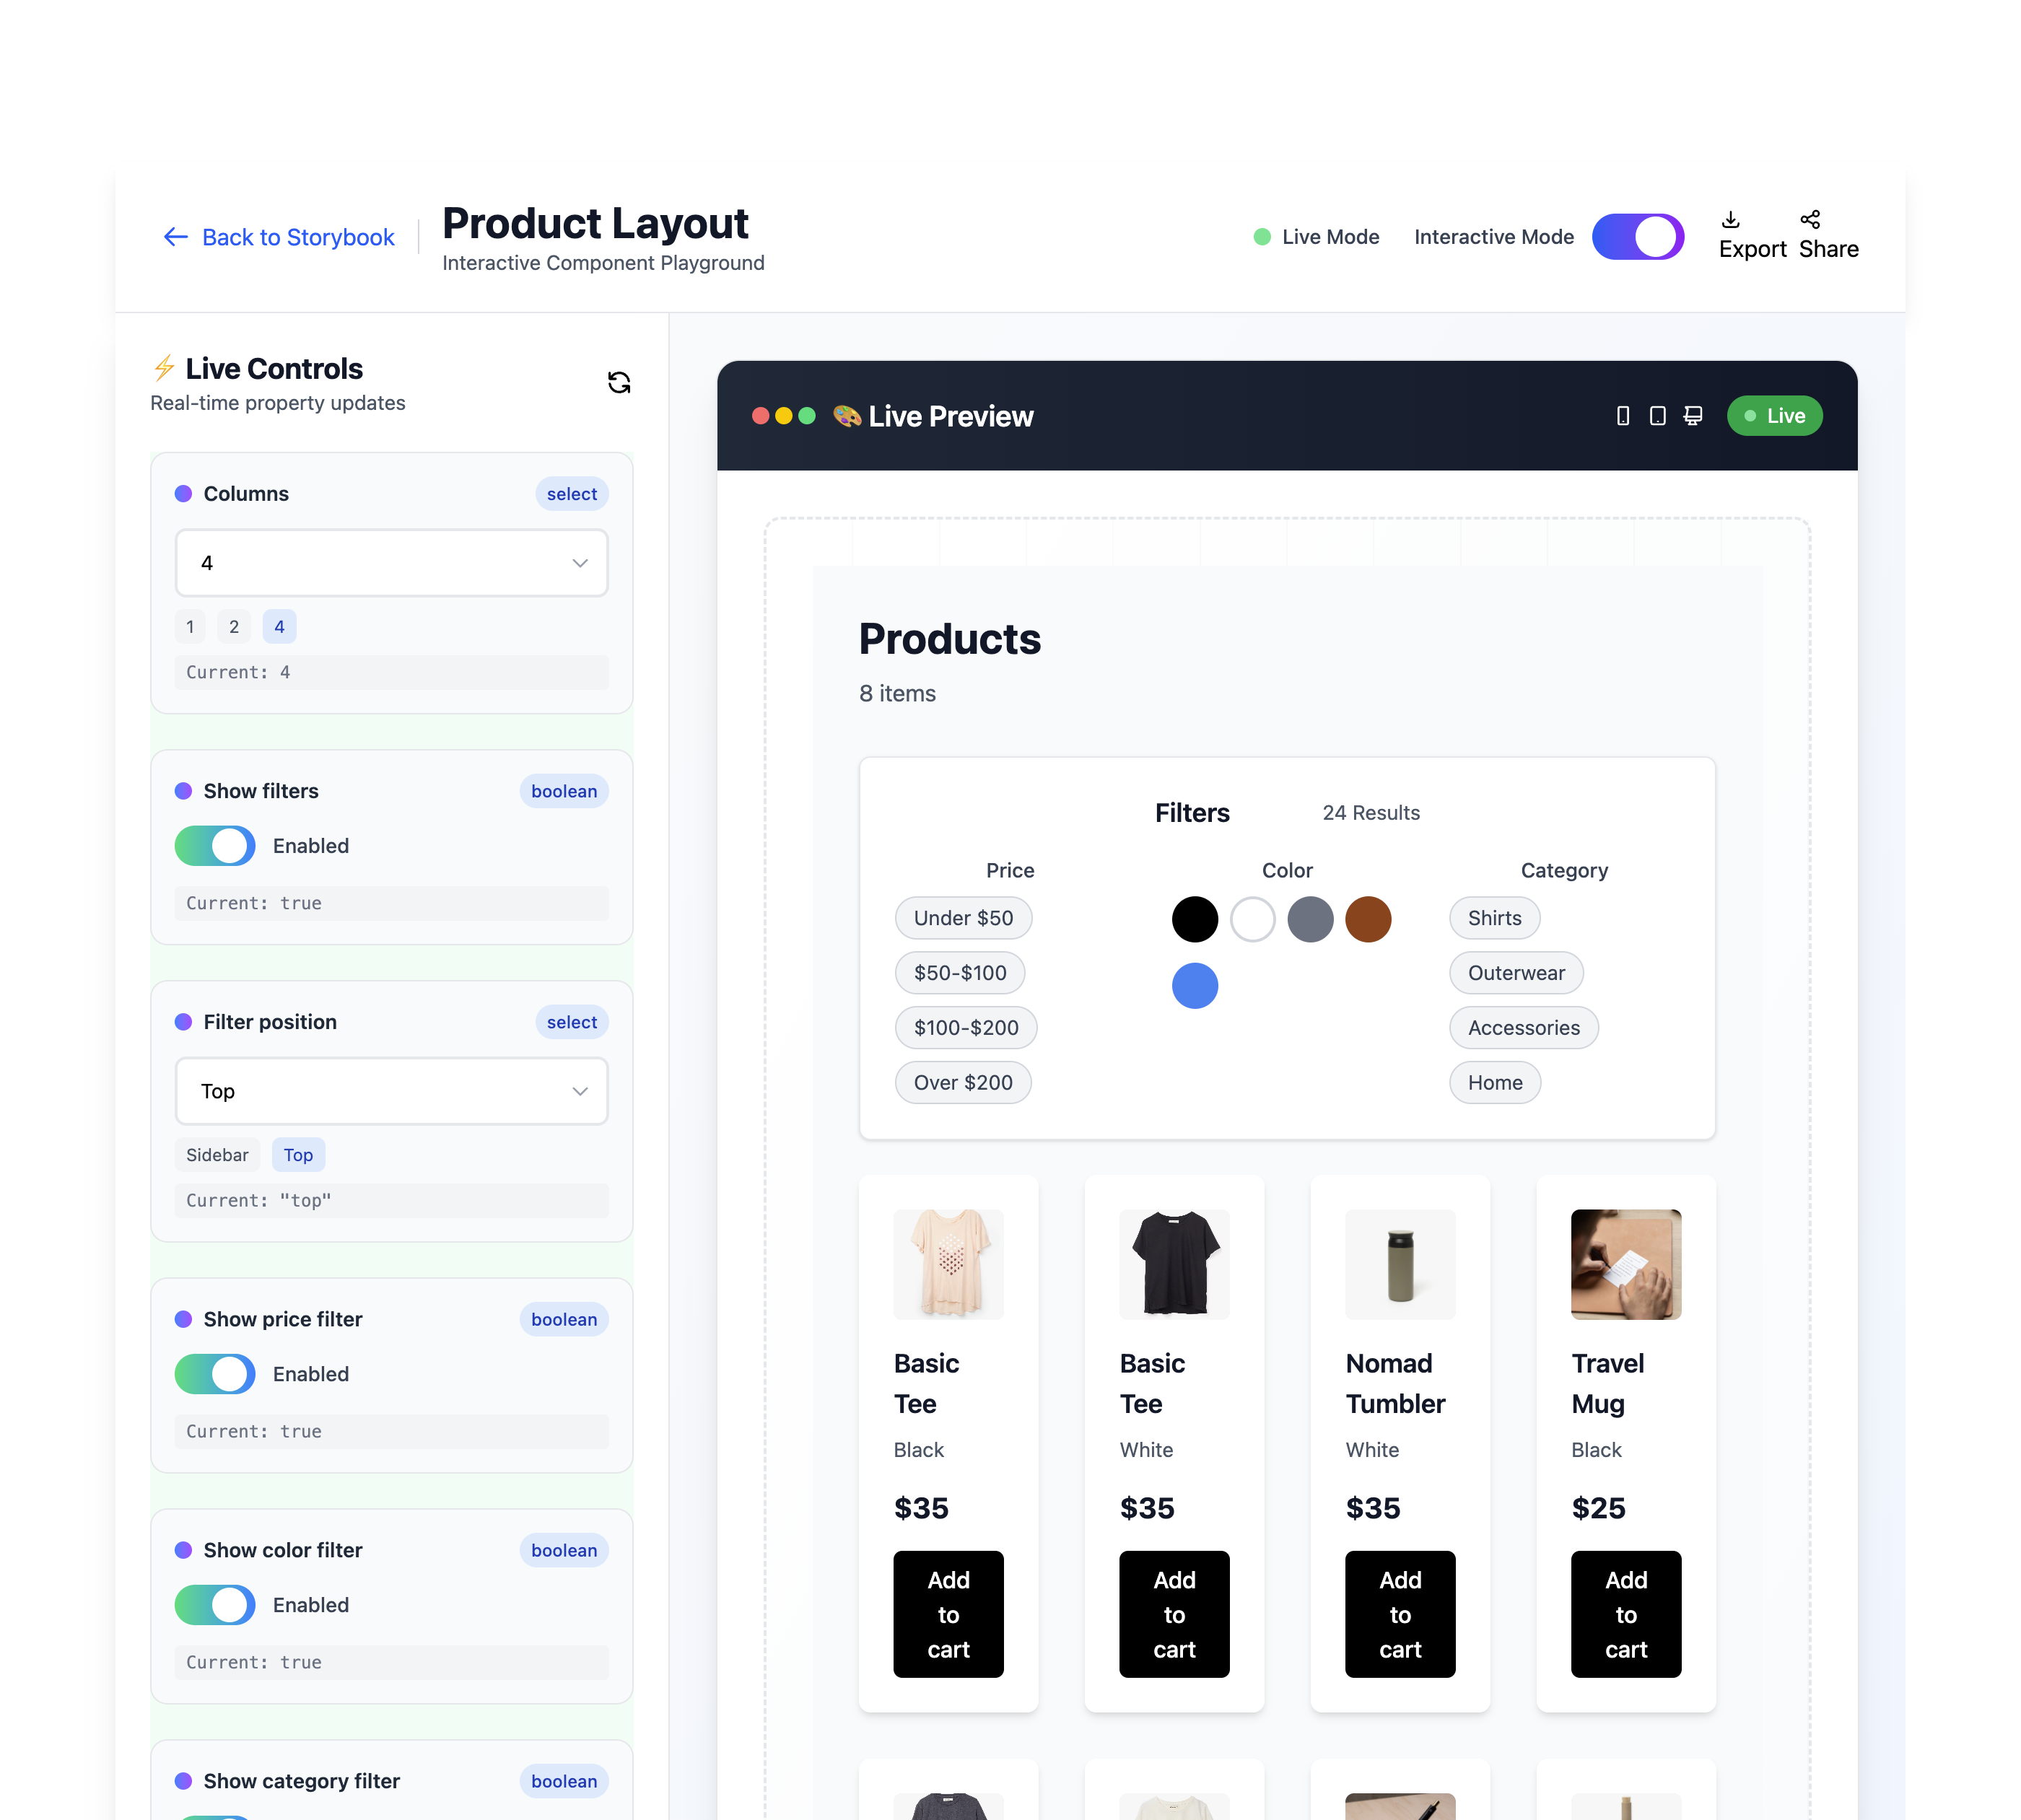 Back to Storybook
Product Layout
Interactive Component Playground
Live Mode
Interactive Mode
Export
Share
Live Controls
Real-time property updates
Columns
select
4
1
2
4
Current: 4
Show filters
boolean
Enabled
Current: true
Filter position
select
Top
Sidebar
Top
Current: "top"
Show price filter
boolean
Enabled
Current: true
Show color filter
boolean
Enabled
Current: true
Show category filter
boolean
Live Preview
Live
Products
8 items
Filters
24 Results
Price
Under $50
$50-$100
$100-$200
Over $200
Color
Category
Shirts
Outerwear
Accessories
Home
Basic
Tee
Black
$35
Add
to
cart
Basic
Tee
White
$35
Add
to
cart
Nomad
Tumbler
White
$35
Add
to
cart
Travel
Mug
Black
$25
Add
to
cart